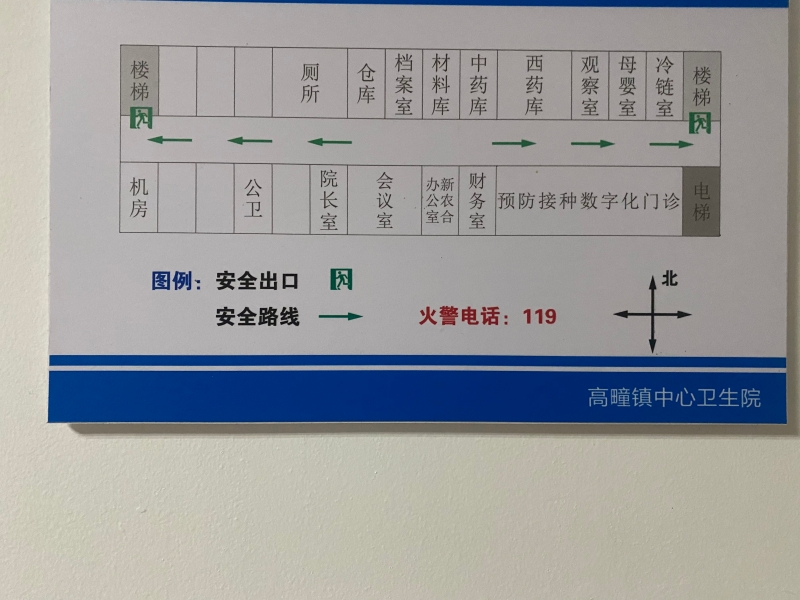 楼梯
厕所
仓库
档案室
材料库
中药库
西药库
观察室
母婴室
冷链室
楼梯
机房
公卫
院长室
会议室
新农合办公室
财务室
预防接种数字化门诊
电梯
图例：安全出口
北
安全路线
火警电话：119
高疃镇中心卫生院